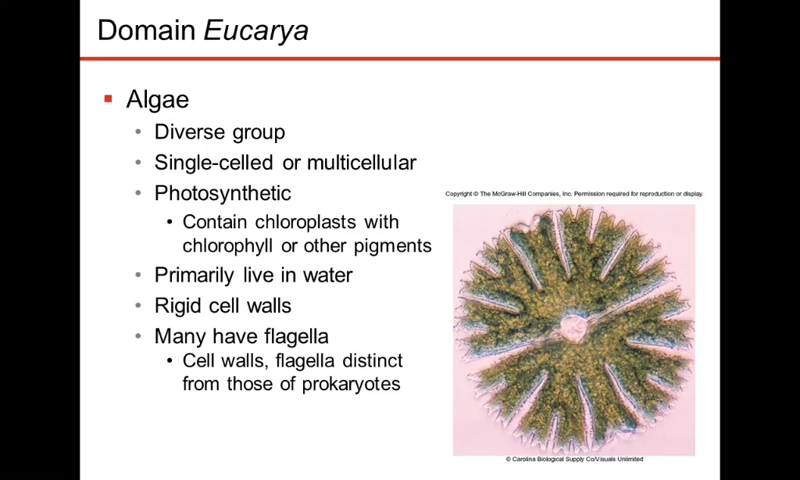 Domain Eucarya
▪ Algae
• Diverse group
• Single-celled or multicellular
• Photosynthetic
• Contain chloroplasts with
chlorophyll or other pigments
• Primarily live in water
• Rigid cell walls
• Many have flagella
• Cell walls, flagella distinct
from those of prokaryotes
Copyright © The McGraw-Hill Companies, Inc. Permission required for reproduction or display.
© Carolina Biological Supply Co/Visuals Unlimited